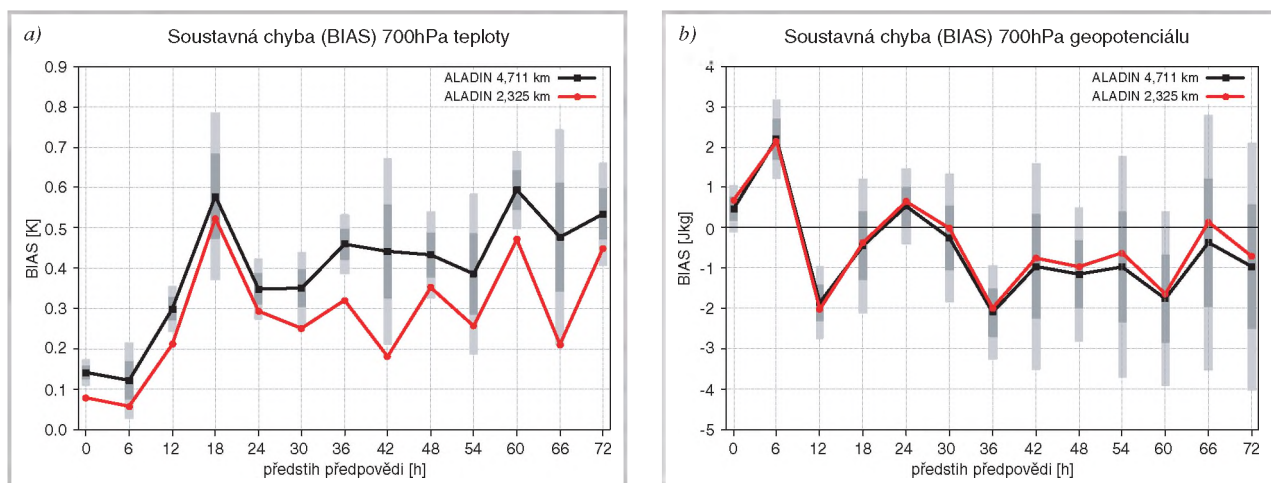 a) Soustavná chyba (BIAS) 700hPa teploty
ALADIN 4,711 km
ALADIN 2,325 km
BIAS [K]
0.9
0.8
0.7
0.6
0.5
0.4
0.3
0.2
0.1
0.0
0 6 12 18 24 30 36 42 48 54 60 66 72
předstih předpovědi [h]
b) Soustavná chyba (BIAS) 700hPa geopotenciálu
ALADIN 4,711 km
ALADIN 2,325 km
BIAS [Jkg]
4
3
2
1
0
-1
-2
-3
-4
-5
0 6 12 18 24 30 36 42 48 54 60 66 72
předstih předpovědi [h]